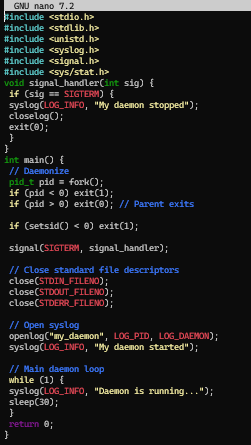 GNU nano 7.2
#include <stdio.h>
#include <stdlib.h>
#include <unistd.h>
#include <syslog.h>
#include <signal.h>
#include <sys/stat.h>
void signal_handler(int sig) {
 if (sig == SIGTERM) {
 syslog(LOG_INFO, "My daemon stopped");
 closelog();
 exit(0);
 }
}
int main() {
 // Daemonize
 pid_t pid = fork();
 if (pid < 0) exit(1);
 if (pid > 0) exit(0); // Parent exits

 if (setsid() < 0) exit(1);

 signal(SIGTERM, signal_handler);

 // Close standard file descriptors
 close(STDIN_FILENO);
 close(STDOUT_FILENO);
 close(STDERR_FILENO);

 // Open syslog
 openlog("my_daemon", LOG_PID, LOG_DAEMON);
 syslog(LOG_INFO, "My daemon started");

 // Main daemon loop
 while (1) {
 syslog(LOG_INFO, "Daemon is running...");
 sleep(30);
 }
 return 0;
}